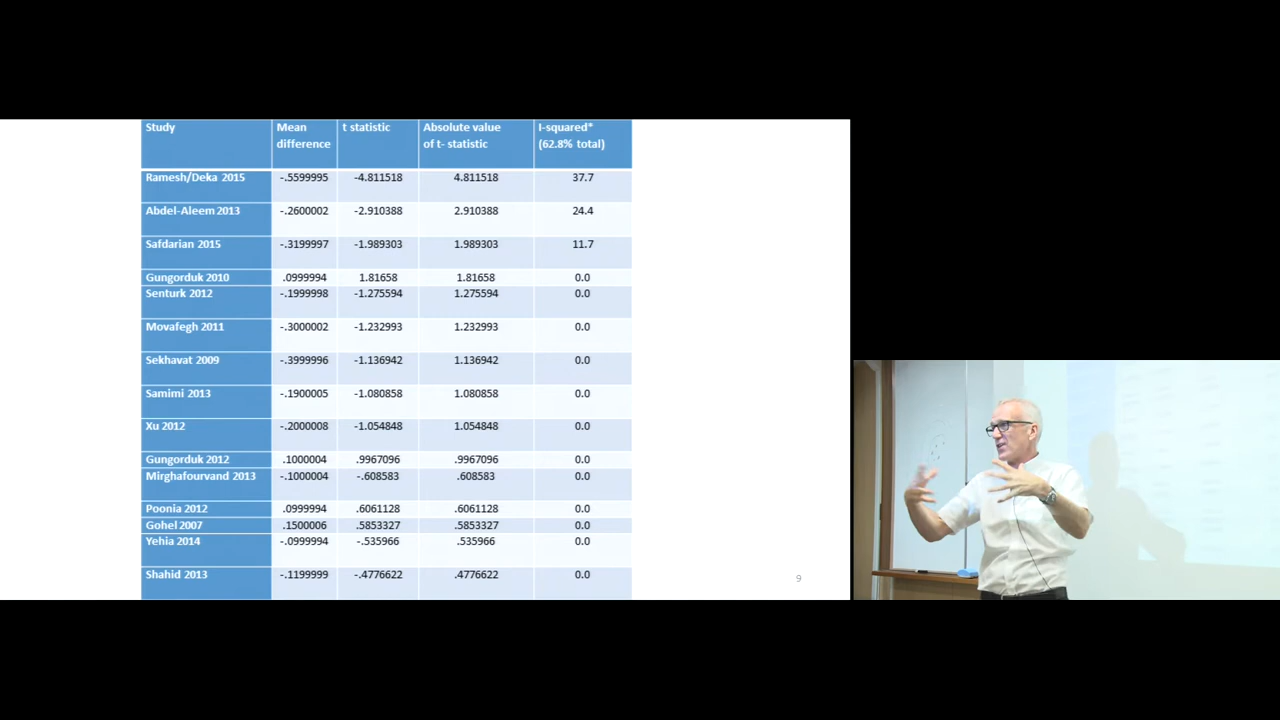 Study Mean difference t statistic Absolute value of t- statistic I-squared* (62.8% total)
Ramesh/Deka 2015 -.5599995 -4.811518 4.811518 37.7
Abdel-Aleem 2013 -.2600002 -2.910388 2.910388 24.4
Safdarian 2015 -.3199997 -1.989303 1.989303 11.7
Gungorduk 2010 .0999994 1.81658 1.81658 0.0
Senturk 2012 -.1999998 -1.275594 1.275594 0.0
Movafegh 2011 -.3000002 -1.232993 1.232993 0.0
Sekhavat 2009 -.3999996 -1.136942 1.136942 0.0
Samimi 2013 -.1900005 -1.080858 1.080858 0.0
Xu 2012 -.2000008 -1.054848 1.054848 0.0
Gungorduk 2012 .1000004 .9967096 .9967096 0.0
Mirghafourvand 2013 -.1000004 -.608583 .608583 0.0
Poonia 2012 .0999994 .6061128 .6061128 0.0
Gohel 2007 .1500006 .5853327 .5853327 0.0
Yehia 2014 -.0999994 -.535966 .535966 0.0
Shahid 2013 -.1199999 -.4776622 .4776622 0.0
9